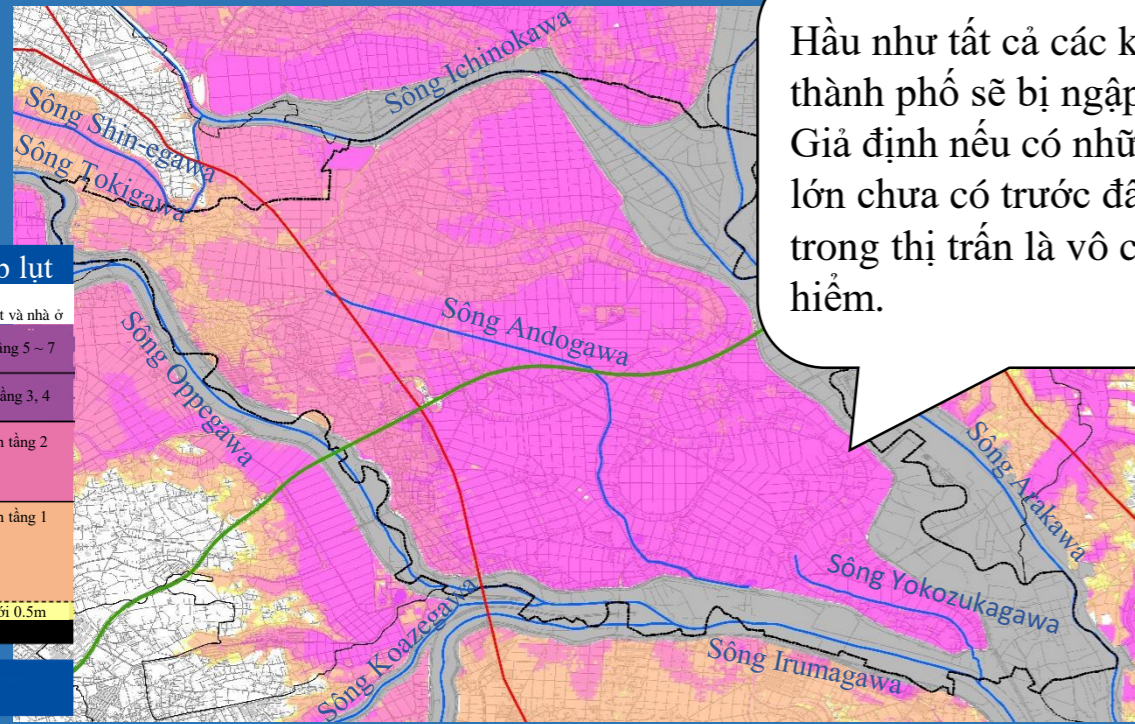 Hầu như tất cả các k
thành phố sẽ bị ngập
Giả định nếu có nhữ
lớn chưa có trước đâ
trong thị trấn là vô c
hiểm.
Sông Ichinokawa
Sông Shin-egawa
Sông Tokigawa
lụt
t và nhà ở
ầng 5 ~ 7
tầng 3, 4
tầng 2
tầng 1
ới 0.5m
Sông Andogawa
Sông Oppegawa
Sông Arakawa
Sông Yokozukagawa
Sông Koazegawa
Sông Irumagawa